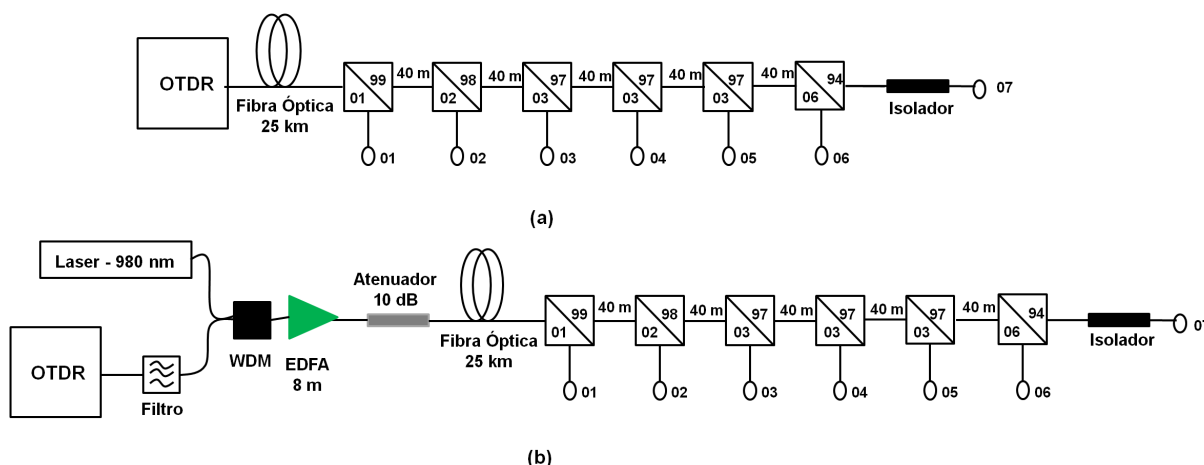 OTDR
Fibra Óptica
25 km
99
01
40 m
98
02
40 m
97
03
40 m
97
03
40 m
97
03
40 m
94
06
Isolador
07
01
02
03
04
05
06
(a)
Laser - 980 nm
OTDR
Filtro
WDM
EDFA
8 m
Atenuador
10 dB
Fibra Óptica
25 km
99
01
40 m
98
02
40 m
97
03
40 m
97
03
40 m
97
03
40 m
94
06
Isolador
01
02
03
04
05
06
(b)